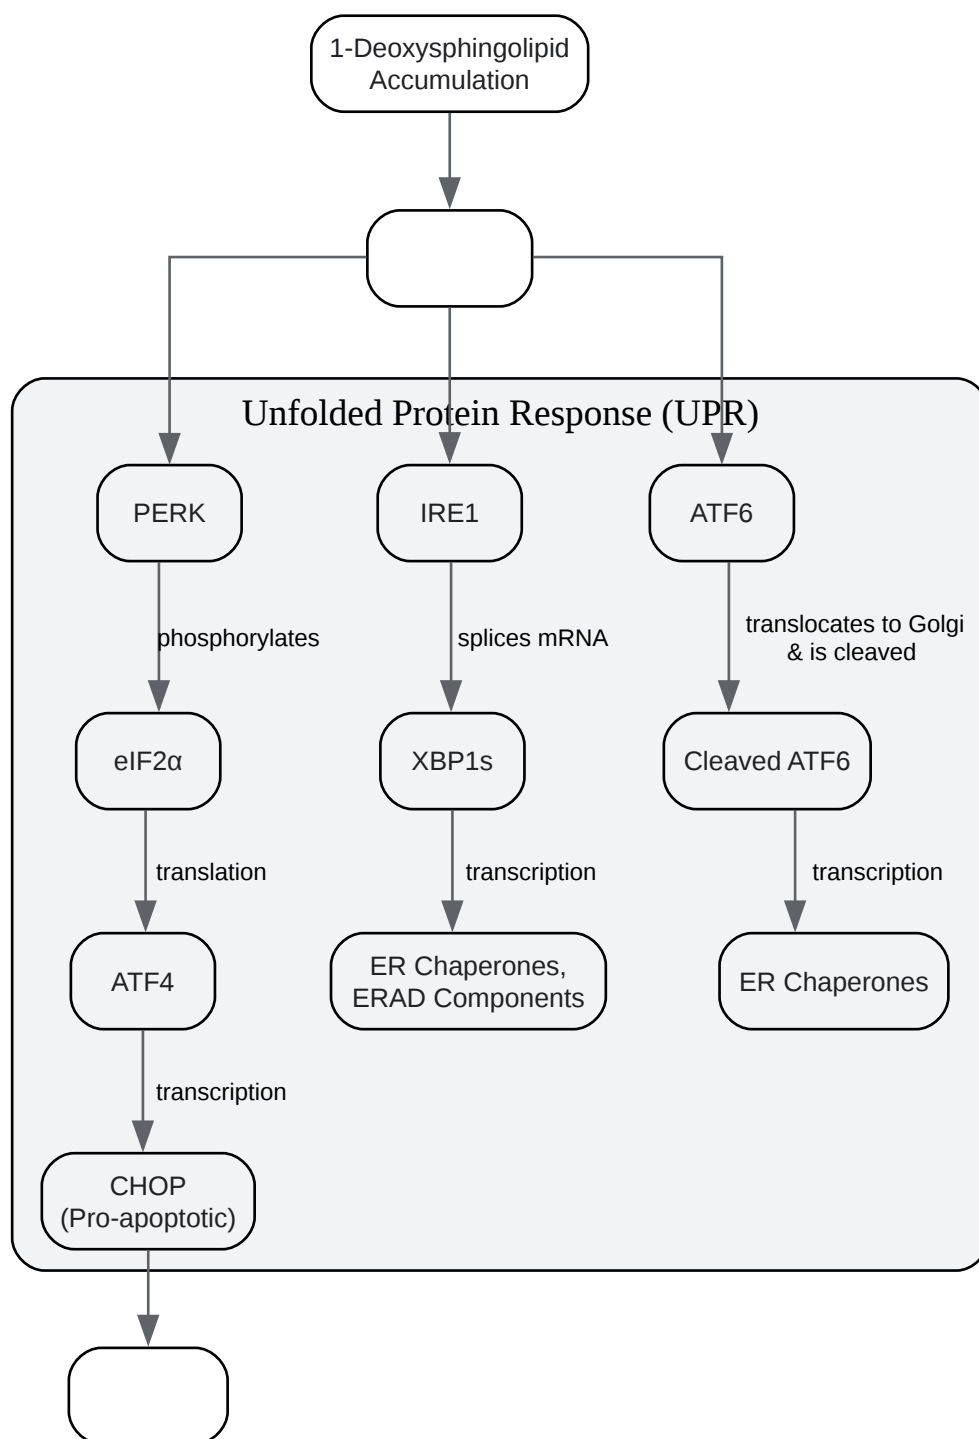 1-Deoxysphingolipid
Accumulation
Unfolded Protein Response (UPR)
PERK
IRE1
ATF6
phosphorylates
splices mRNA
translocates to Golgi
& is cleaved
eIF2α
XBP1s
Cleaved ATF6
translation
transcription
transcription
ATF4
ER Chaperones,
ERAD Components
ER Chaperones
transcription
CHOP
(Pro-apoptotic)